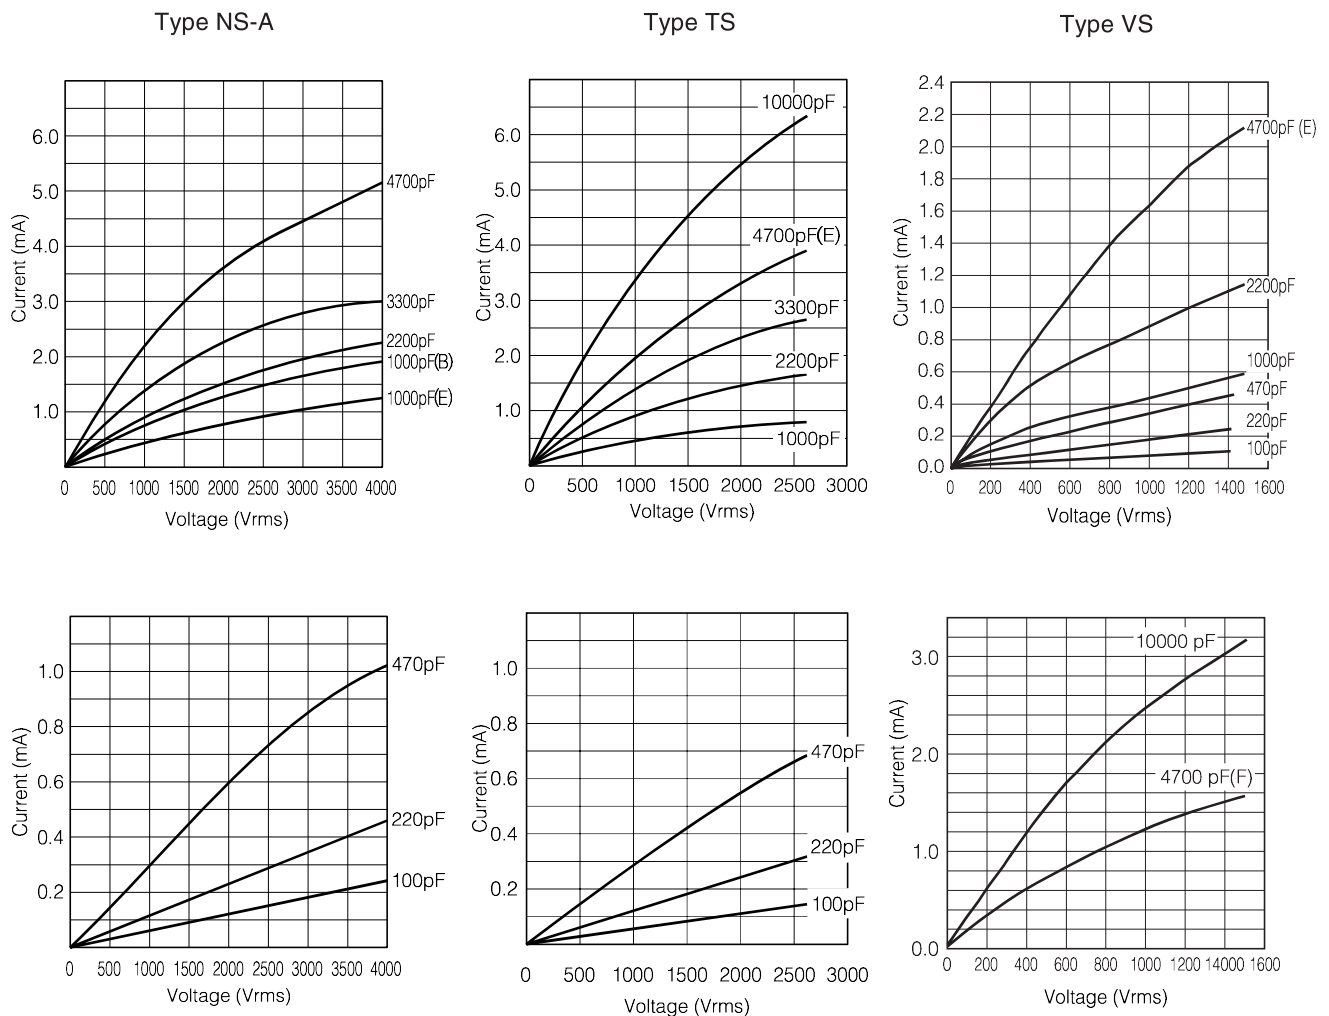 Type NS-A
Type TS
Type VS
6.0
5.0
4.0
3.0
2.0
1.0
Current (mA)
4700pF
3300pF
2200pF
1000pF(B)
1000pF(E)
0 500 1000 1500 2000 2500 3000 3500 4000
Voltage (Vrms)
6.0
5.0
4.0
3.0
2.0
1.0
Current (mA)
10000pF
4700pF(E)
3300pF
2200pF
1000pF
0 500 1000 1500 2000 2500 3000
Voltage (Vrms)
2.4
2.2
2.0
1.8
1.6
1.4
1.2
1.0
0.8
0.6
0.4
0.2
0.0
Current (mA)
4700pF (E)
2200pF
1000pF
470pF
220pF
100pF
0 200 400 600 800 1000 1200 1400 1600
Voltage (Vrms)
1.0
0.8
0.6
0.4
0.2
Current (mA)
470pF
220pF
100pF
0 500 1000 1500 2000 2500 3000 3500 4000
Voltage (Vrms)
1.0
0.8
0.6
0.4
0.2
Current (mA)
470pF
220pF
100pF
0 500 1000 1500 2000 2500 3000
Voltage (Vrms)
3.0
2.0
1.0
0.0
Current (mA)
10000 pF
4700 pF(F)
0 200 400 600 800 1000 1200 14000 1600
Voltage (Vrms)